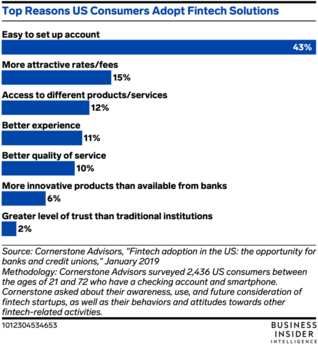 Top Reasons US Consumers Adopt Fintech Solutions
Easy to set up account
43%
More attractive rates/fees
15%
Access to different products/services
12%
Better experience
11%
Better quality of service
10%
More innovative products than available from banks
6%
Greater level of trust than traditional institutions
2%
Source: Cornerstone Advisors, "Fintech adoption in the US: the opportunity for
banks and credit unions," January 2019
Methodology: Cornerstone Advisors surveyed 2,436 US consumers between
the ages of 21 and 72 who have a checking account and smartphone.
Cornerstone asked about their awareness, use, and future consideration of
fintech startups, as well as their behaviors and attitudes towards other
fintech-related activities.
1012304534653
BUSINESS
INSIDER
INTELLIGENCE